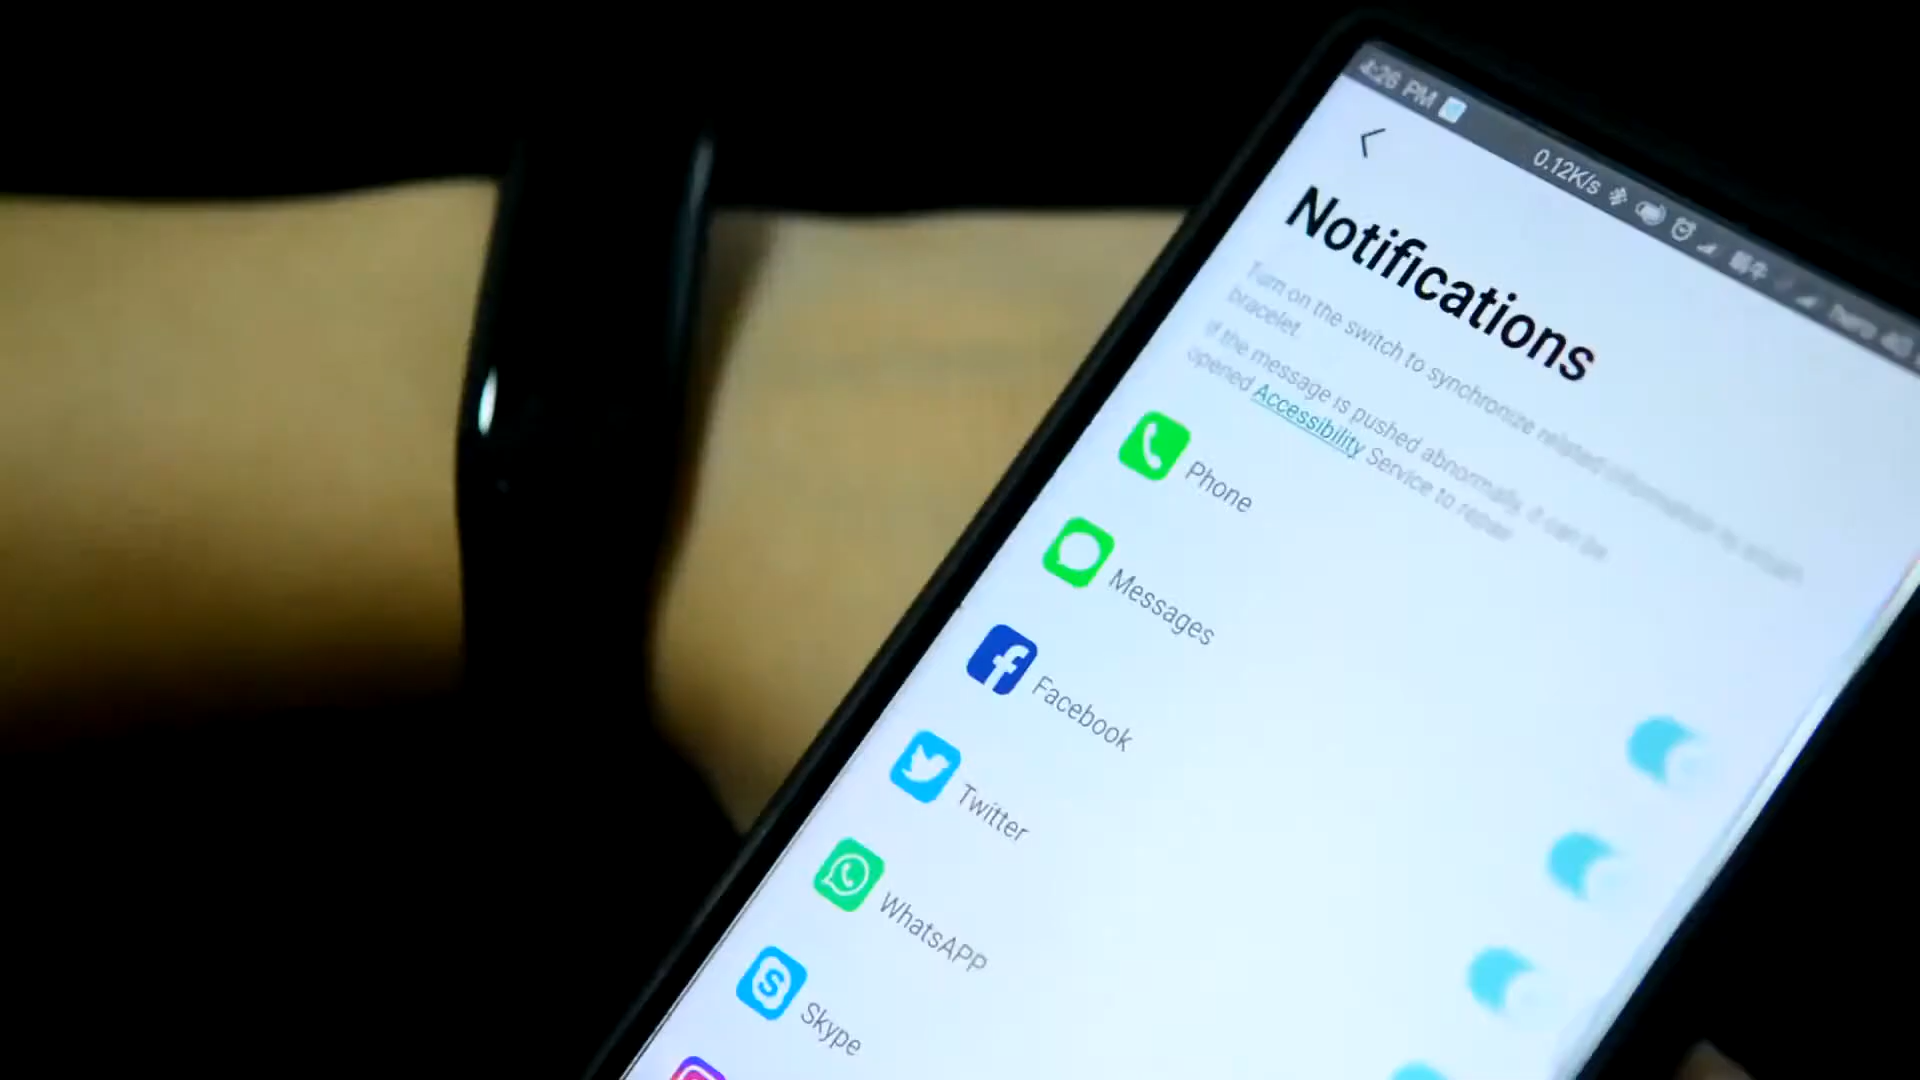 4:26 PM
0.12K/s
Notifications
Turn on the switch to synchronize related information to smart
bracelet.
If the message is pushed abnormally, it can be
opened Accessibility Service to repair
Phone
Messages
Facebook
Twitter
WhatsAPP
Skype